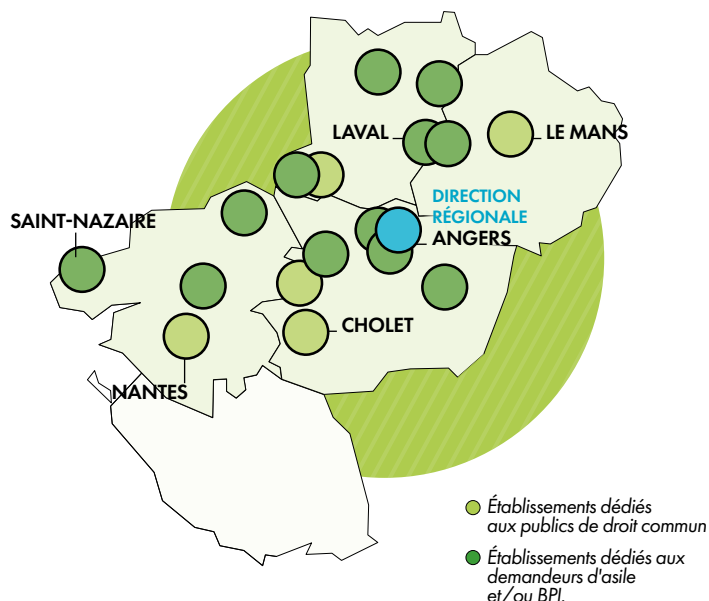 LAVAL
LE MANS
DIRECTION
RÉGIONALE
ANGERS
SAINT-NAZAIRE
CHOLET
NANTES
Établissements dédiés
aux publics de droit commun
Établissements dédiés aux
demandeurs d'asile
et/ou BPI.